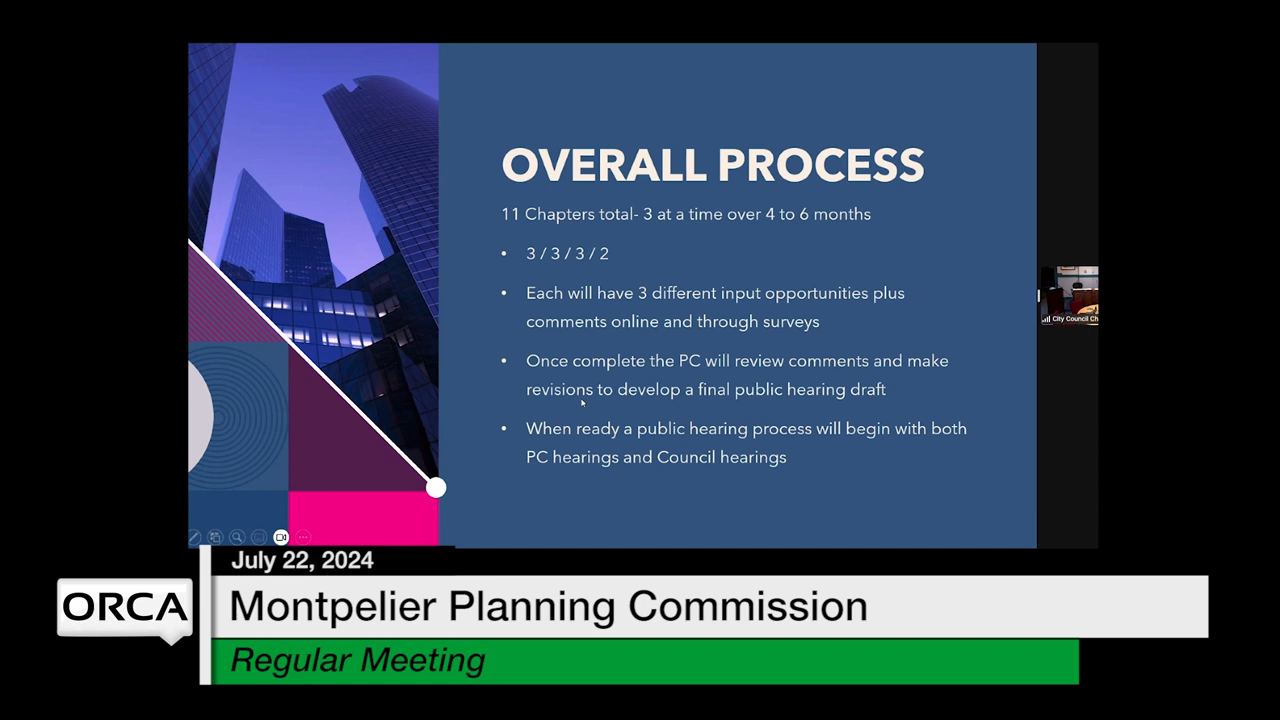 OVERALL PROCESS
11 Chapters total- 3 at a time over 4 to 6 months
• 3 / 3 / 3 / 2
• Each will have 3 different input opportunities plus
comments online and through surveys
• Once complete the PC will review comments and make
revisions to develop a final public hearing draft
• When ready a public hearing process will begin with both
PC hearings and Council hearings
City Council Ch
July 22, 2024
ORCA
Montpelier Planning Commission
Regular Meeting